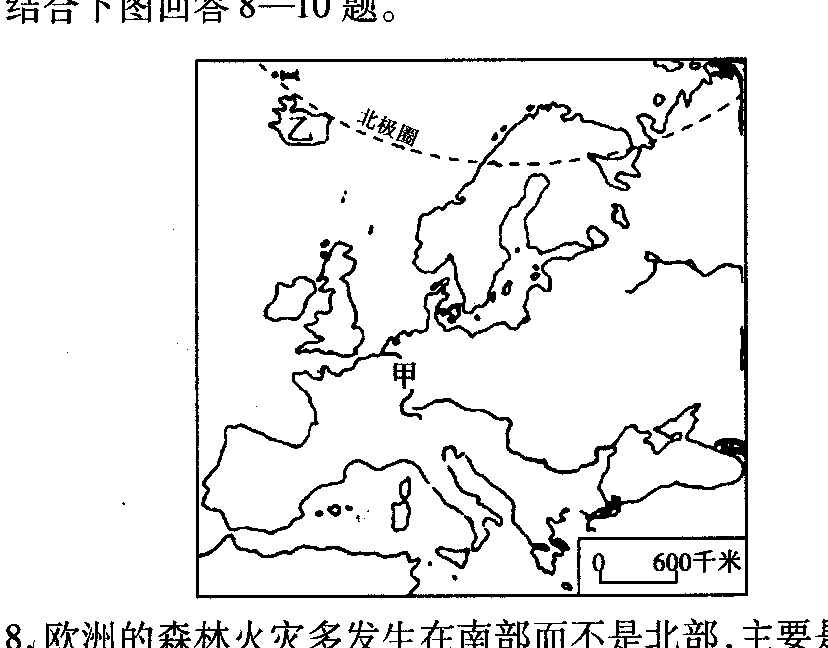 结合下图回答8—10题。
乙
北极圈
甲
0 600千米
8. 欧洲的森林火灾多发生在南部而不是北部，主要是